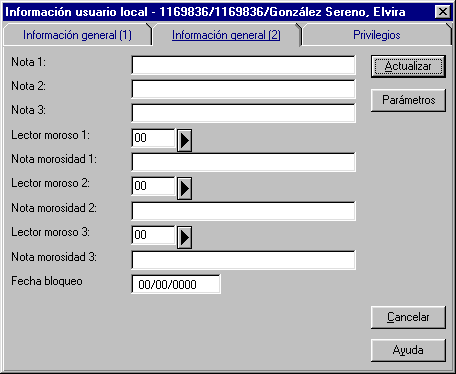 Información usuario local - 1169836/1169836/González Sereno, Elvira
Información general (1) Información general (2) Privilegios
Nota 1: Actualizar
Nota 2:
Nota 3: Parámetros
Lector moroso 1: 00
Nota morosidad 1:
Lector moroso 2: 00
Nota morosidad 2:
Lector moroso 3: 00
Nota morosidad 3:
Fecha bloqueo 00/00/0000
Cancelar
Ayuda